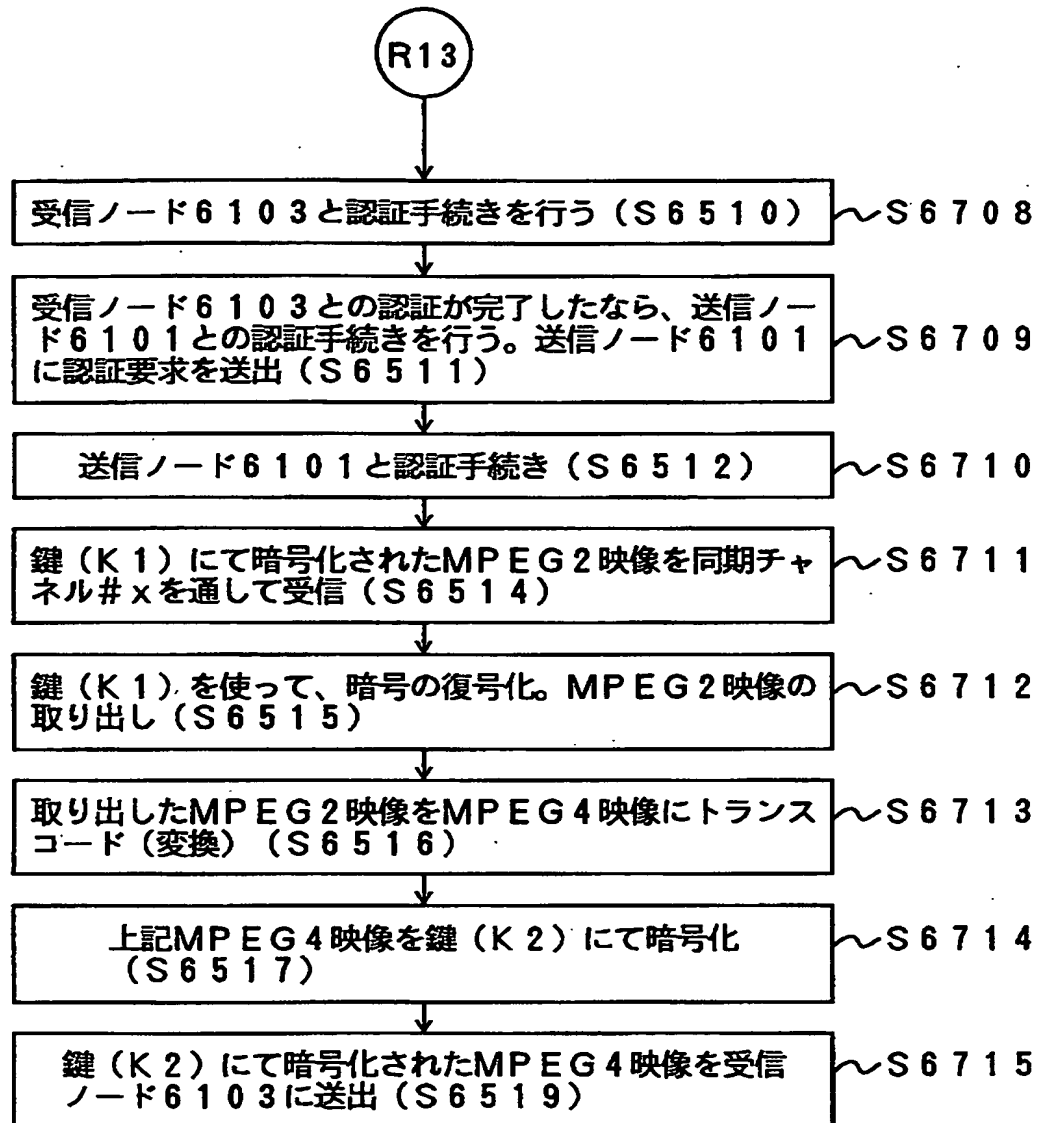 R13
受信ノード6103と認証手続きを行う(S6510)
S6708
受信ノード6103との認証が完了したなら、送信ノー
ド6101との認証手続きを行う。送信ノード6101
に認証要求を送出(S6511)
S6709
送信ノード6101と認証手続き(S6512)
S6710
鍵(K1)にて暗号化されたMPEG2映像を同期チャ
ネル#xを通して受信(S6514)
S6711
鍵(K1)を使って、暗号の復号化。MPEG2映像の
取り出し(S6515)
S6712
取り出したMPEG2映像をMPEG4映像にトランス
コード(変換)(S6516)
S6713
上記MPEG4映像を鍵(K2)にて暗号化
(S6517)
S6714
鍵(K2)にて暗号化されたMPEG4映像を受信
ノード6103に送出(S6519)
S6715